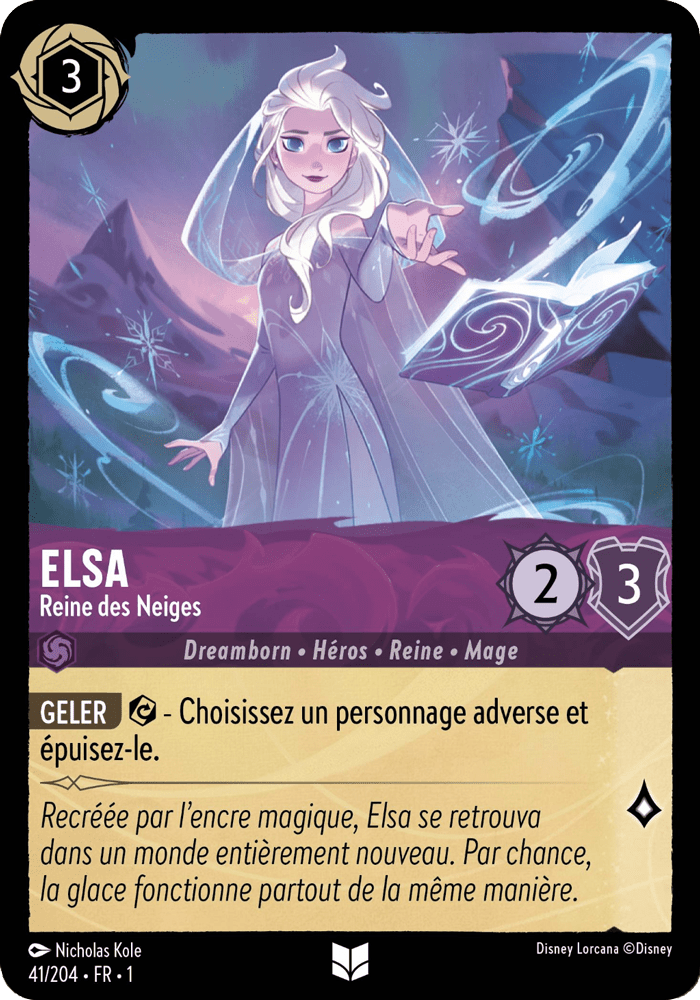 3
ELSA
Reine des Neiges
2
3
Dreamborn • Héros • Reine • Mage
GELER - Choisissez un personnage adverse et
épuisez-le.
Recréée par l'encre magique, Elsa se retrouva
dans un monde entièrement nouveau. Par chance,
la glace fonctionne partout de la même manière.
Nicholas Kole
Disney Lorcana ©Disney
41/204 • FR • 1